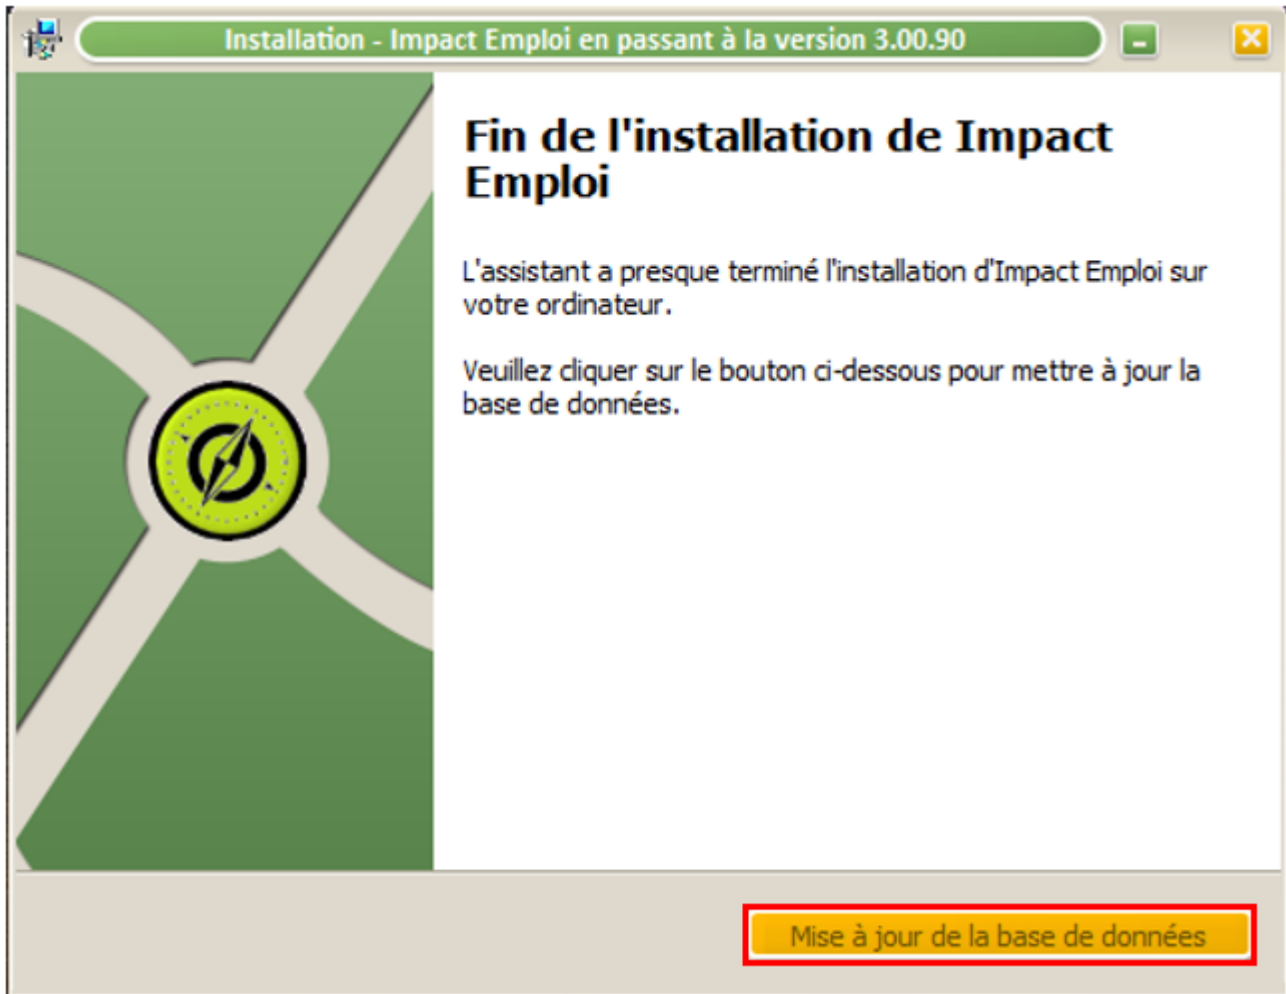 Installation - Impact Emploi en passant à la version 3.00.90
Fin de l'installation de Impact
Emploi
L'assistant a presque terminé l'installation d'Impact Emploi sur
votre ordinateur.
Veuillez cliquer sur le bouton ci-dessous pour mettre à jour la
base de données.
Mise à jour de la base de données